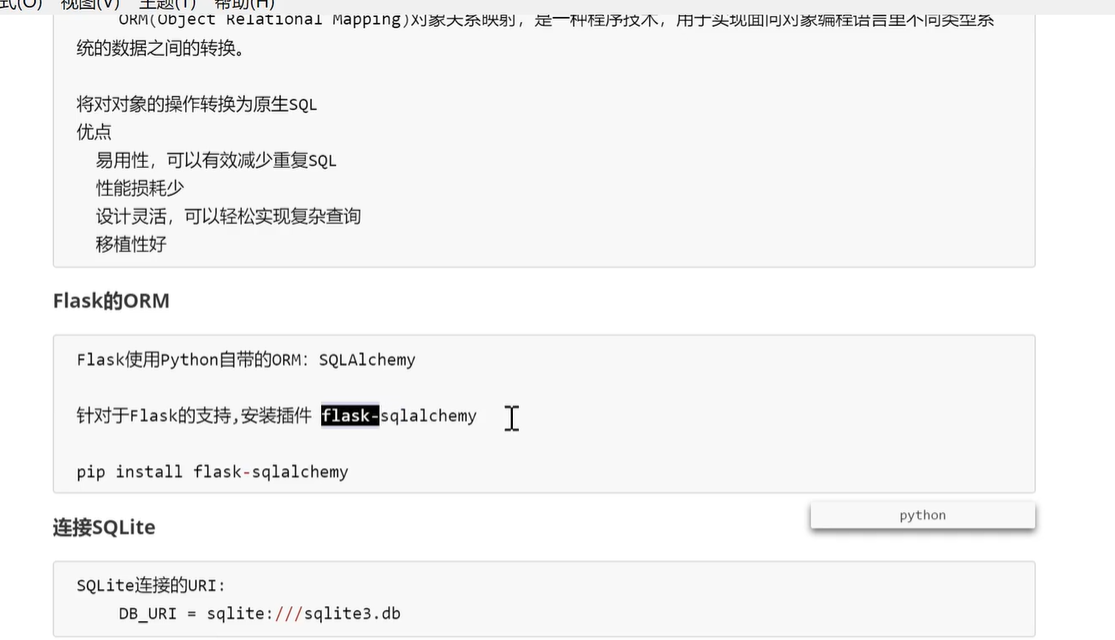 式(O) 视图(V) 主题(T) 帮助(H)
ORM(Object Relational Mapping)对象关系映射，是一种程序技术，用于实现面向对象编程语言里不同类型系
统的数据之间的转换。
将对对象的操作转换为原生SQL
优点
易用性，可以有效减少重复SQL
性能损耗少
设计灵活，可以轻松实现复杂查询
移植性好
Flask的ORM
Flask使用Python自带的ORM：SQLAlchemy
针对于Flask的支持,安装插件 flask-sqlalchemy
pip install flask-sqlalchemy
python
连接SQLite
SQLite连接的URI：
DB_URI = sqlite:///sqlite3.db